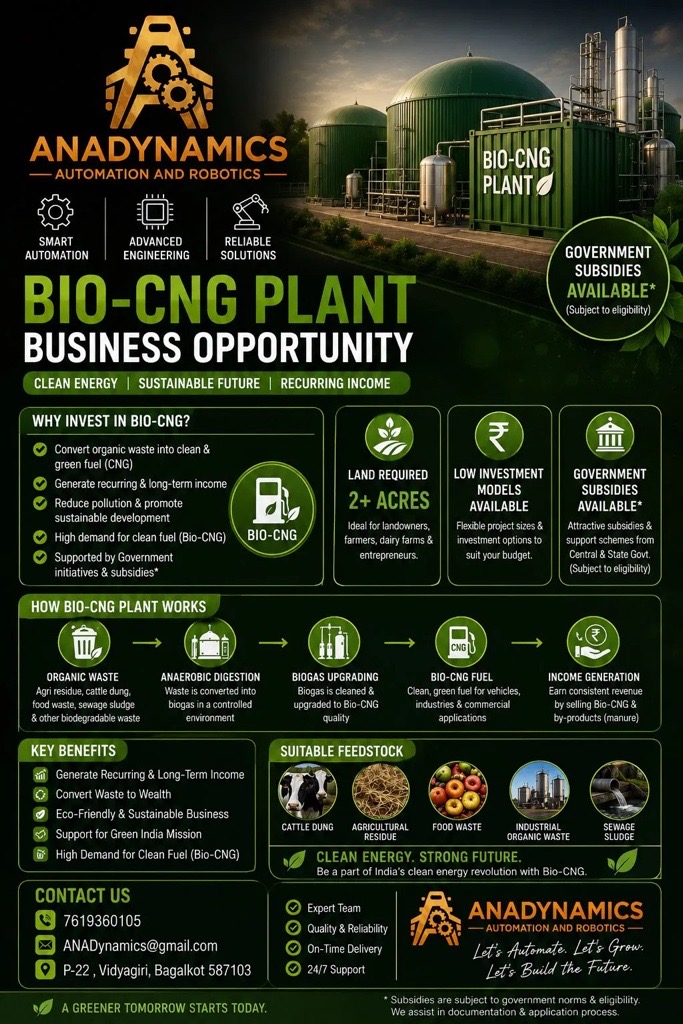 ANADYNAMICS
AUTOMATION AND ROBOTICS
SMART
AUTOMATION
ADVANCED
ENGINEERING
RELIABLE
SOLUTIONS
BIO-CNG
PLANT
GOVERNMENT
SUBSIDIES
AVAILABLE*
(Subject to eligibility)
BIO-CNG PLANT
BUSINESS OPPORTUNITY
CLEAN ENERGY | SUSTAINABLE FUTURE | RECURRING INCOME
WHY INVEST IN BIO-CNG?
Convert organic waste into clean &
green fuel (CNG)
Generate recurring & long-term income
Reduce pollution & promote
sustainable development
High demand for clean fuel (Bio-CNG)
Supported by Government
initiatives & subsidies*
BIO-CNG
LAND REQUIRED
2+ ACRES
Ideal for landowners,
farmers, dairy farms &
entrepreneurs.
LOW INVESTMENT
MODELS
AVAILABLE
Flexible project sizes &
investment options to
suit your budget.
GOVERNMENT
SUBSIDIES
AVAILABLE*
Attractive subsidies &
support schemes from
Central & State Govt.
(Subject to eligibility)
HOW BIO-CNG PLANT WORKS
ORGANIC WASTE
Agri residue, cattle dung,
food waste, sewage sludge
& other biodegradable waste
ANAEROBIC DIGESTION
Waste is converted into
biogas in a controlled
environment
BIOGAS UPGRADING
Biogas is cleaned &
upgraded to Bio-CNG
quality
CNG
BIO-CNG FUEL
Clean, green fuel for vehicles,
industries & commercial
applications
INCOME GENERATION
Earn consistent revenue
by selling Bio-CNG &
by-products (manure)
KEY BENEFITS
Generate Recurring & Long-Term Income
Convert Waste to Wealth
Eco-Friendly & Sustainable Business
Support for Green India Mission
High Demand for Clean Fuel (Bio-CNG)
SUITABLE FEEDSTOCK
CATTLE DUNG
AGRICULTURAL
RESIDUE
FOOD WASTE
INDUSTRIAL
ORGANIC WASTE
SEWAGE
SLUDGE
CLEAN ENERGY. STRONG FUTURE.
Be a part of India's clean energy revolution with Bio-CNG.
CONTACT US
7619360105
ANADynamics@gmail.com
P-22 , Vidyagiri, Bagalkot 587103
Expert Team
Quality & Reliability
On-Time Delivery
24/7 Support
ANADYNAMICS
AUTOMATION AND ROBOTICS
Let's Automate. Let's Grow.
Let's Build the Future.
A GREENER TOMORROW STARTS TODAY.
* Subsidies are subject to government norms & eligibility.
We assist in documentation & application process.